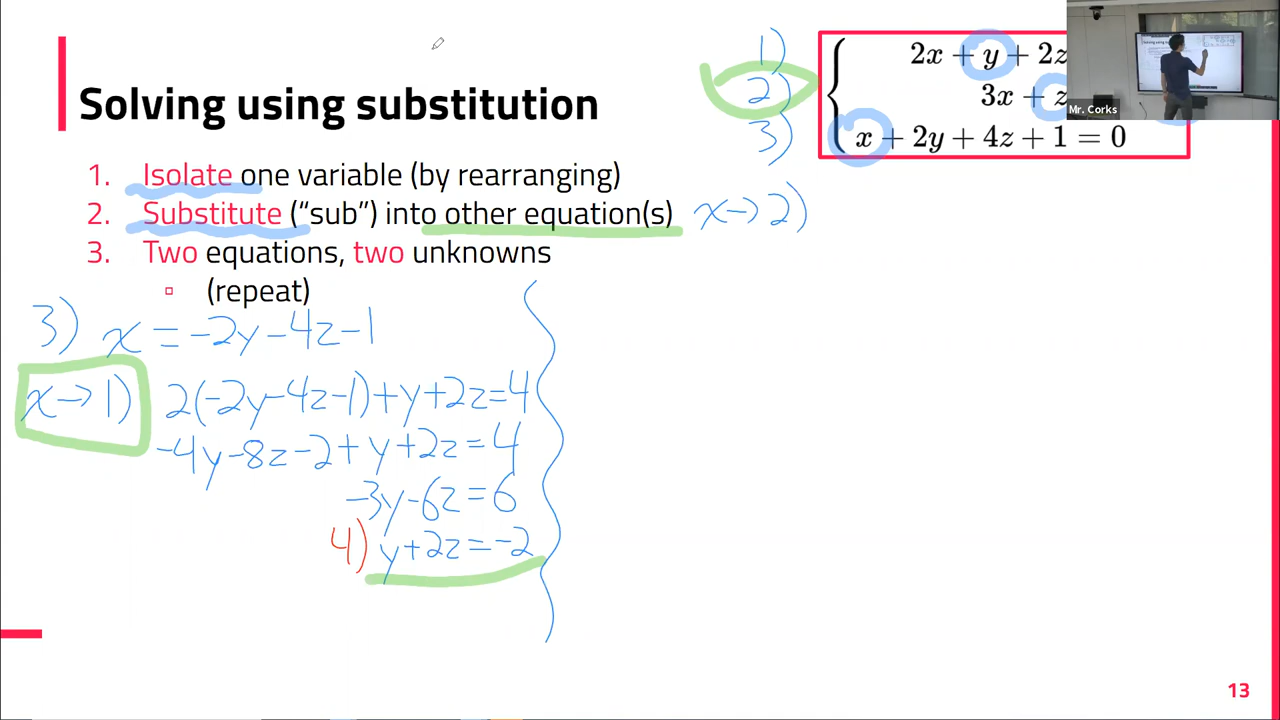 Solving using substitution
1. Isolate one variable (by rearranging)
2. Substitute (“sub”) into other equation(s)
3. Two equations, two unknowns
(repeat)
1) 2x + y + 2z
2) 3x + z
3) x + 2y + 4z + 1 = 0
Mr. Corks
x → 2)
3) x = -2y - 4z - 1
x → 1) 2(-2y - 4z - 1) + y + 2z = 4
-4y - 8z - 2 + y + 2z = 4
-3y - 6z = 6
4) y + 2z = -2
13